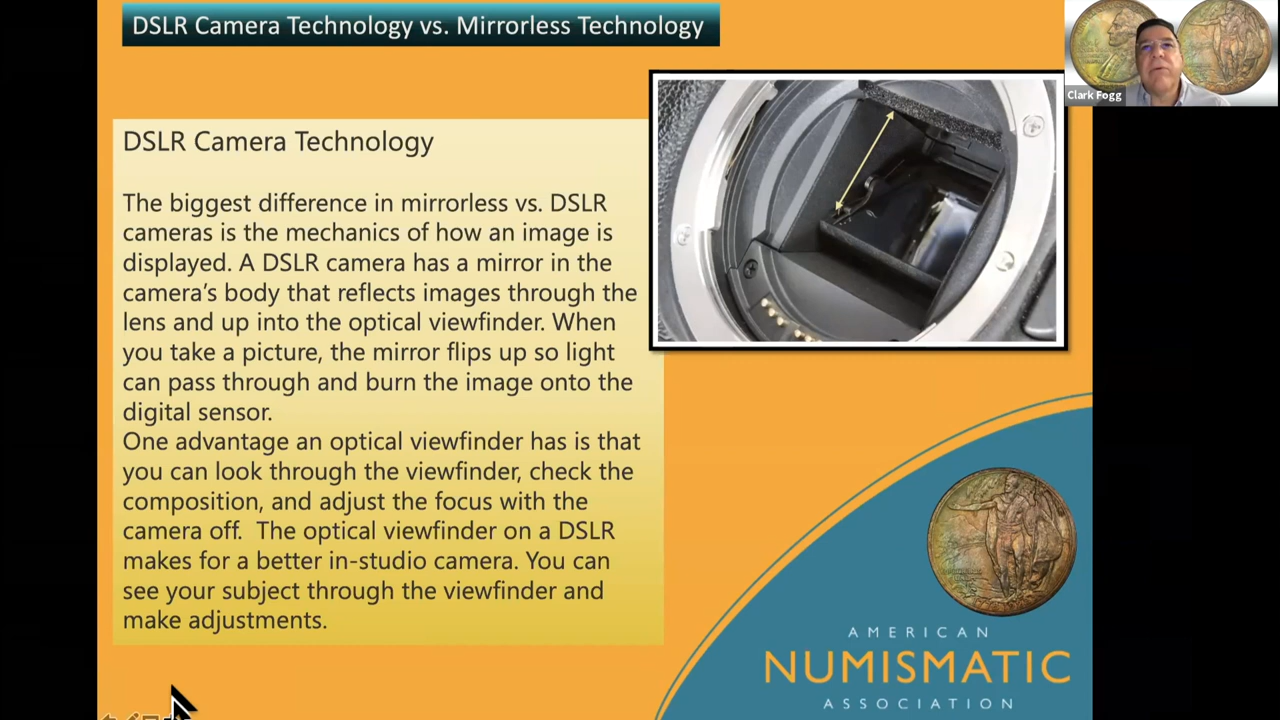 DSLR Camera Technology vs. Mirrorless Technology
Clark Fogg
DSLR Camera Technology
The biggest difference in mirrorless vs. DSLR
cameras is the mechanics of how an image is
displayed. A DSLR camera has a mirror in the
camera's body that reflects images through the
lens and up into the optical viewfinder. When
you take a picture, the mirror flips up so light
can pass through and burn the image onto the
digital sensor.
One advantage an optical viewfinder has is that
you can look through the viewfinder, check the
composition, and adjust the focus with the
camera off. The optical viewfinder on a DSLR
makes for a better in-studio camera. You can
see your subject through the viewfinder and
make adjustments.
AMERICAN
NUMISMATIC
ASSOCIATION